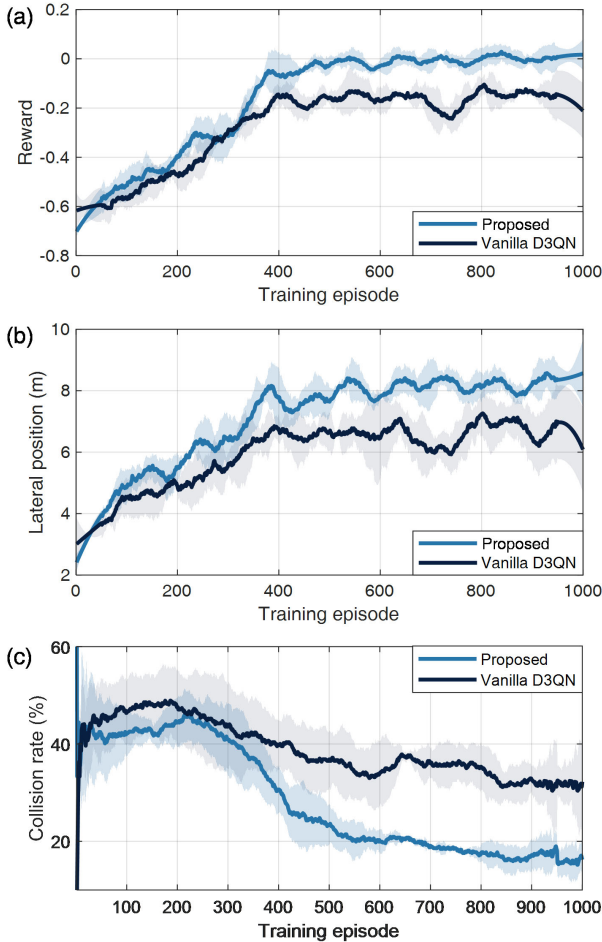 (a)
0.2
0
-0.2
-0.4
-0.6
-0.8
Reward
Proposed
Vanilla D3QN
0 200 400 600 800 1000
Training episode
(b)
10
8
6
4
2
Lateral position (m)
Proposed
Vanilla D3QN
0 200 400 600 800 1000
Training episode
(c)
60
40
20
Collision rate (%)
Proposed
Vanilla D3QN
100 200 300 400 500 600 700 800 900 1000
Training episode